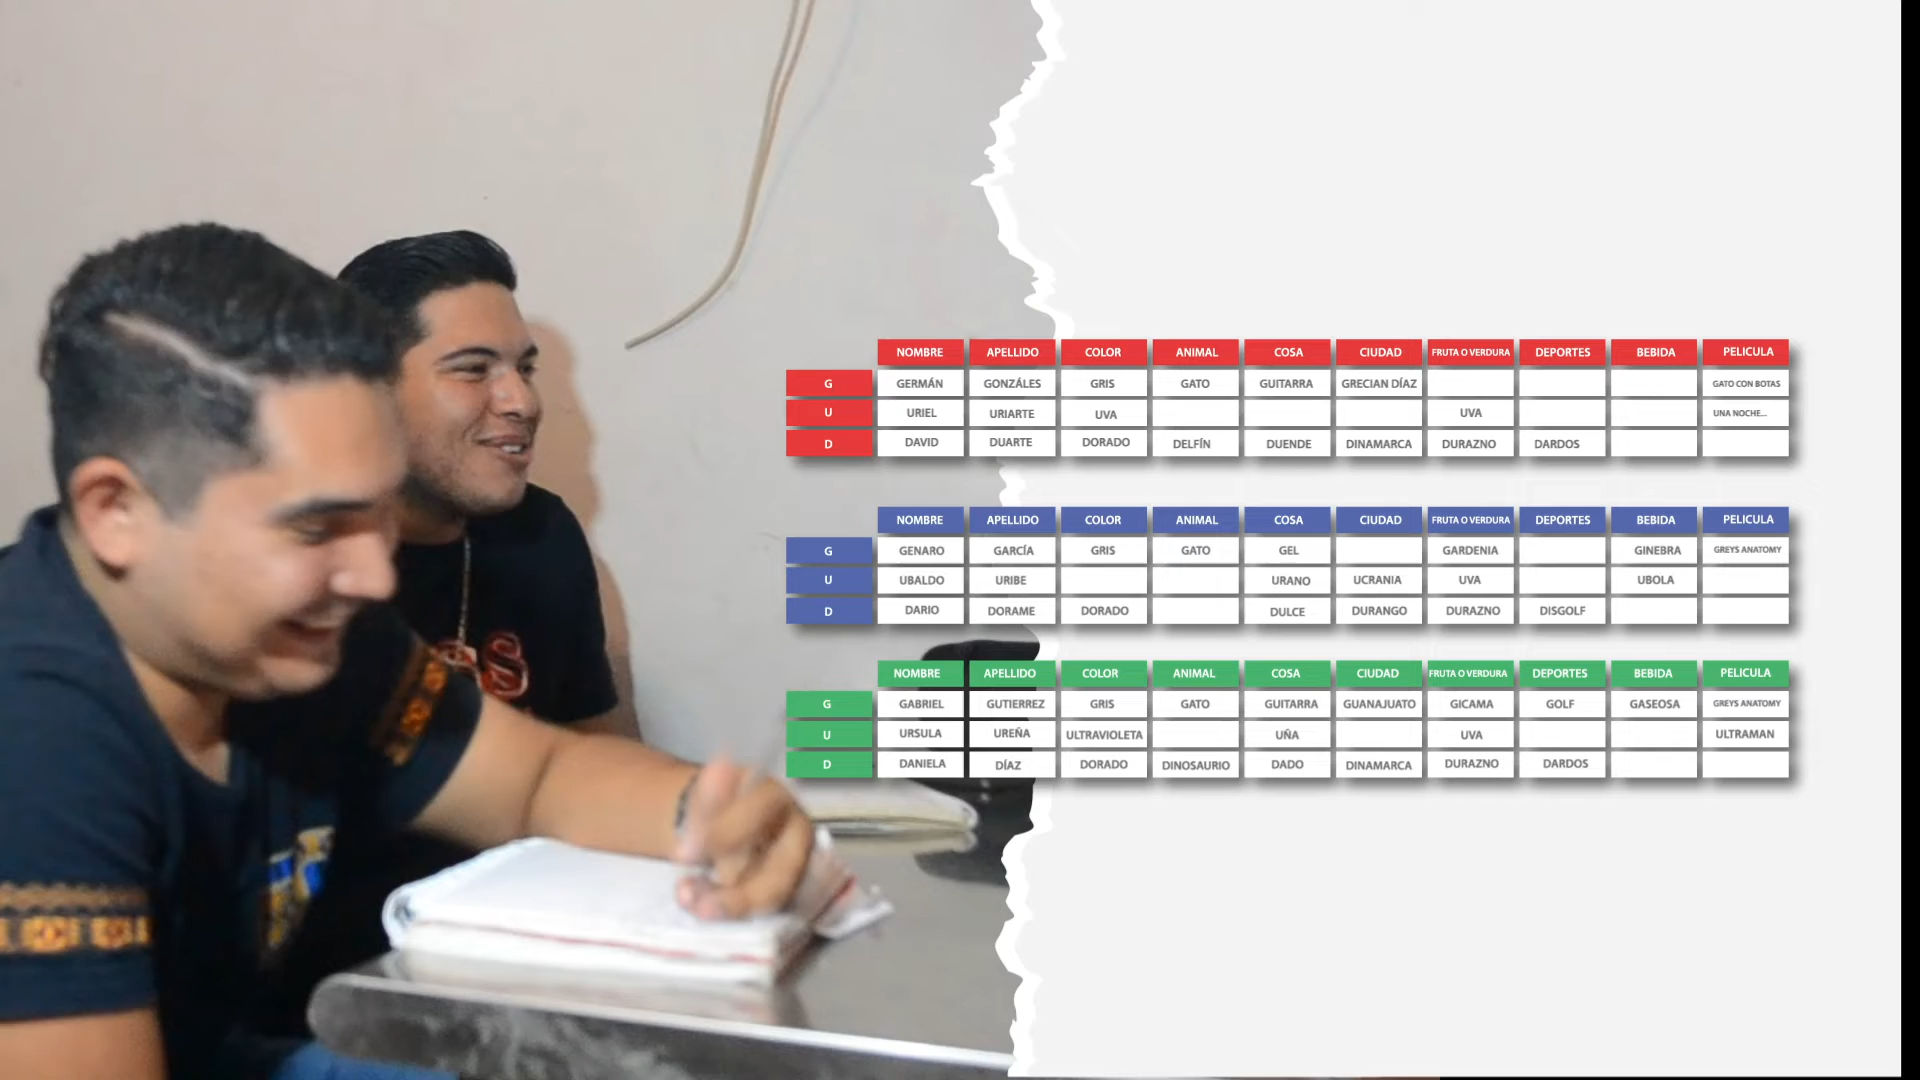 NOMBRE APELLIDO COLOR ANIMAL COSA CIUDAD FRUTA O VERDURA DEPORTES BEBIDA PELICULA
G GERMÁN GONZÁLES GRIS GATO GUITARRA GRECIAN DÍAZ GATO CON BOTAS
U URIEL URIARTE UVA UVA UNA NOCHE...
D DAVID DUARTE DORADO DELFÍN DUENDE DINAMARCA DURAZNO DARDOS
NOMBRE APELLIDO COLOR ANIMAL COSA CIUDAD FRUTA O VERDURA DEPORTES BEBIDA PELICULA
G GENARO GARCÍA GRIS GATO GEL GARDENIA GINEBRA GREYS ANATOMY
U UBALDO URIBE URANO UCRANIA UVA UBOLA
D DARIO DORAME DORADO DULCE DURANGO DURAZNO DISGOLF
NOMBRE APELLIDO COLOR ANIMAL COSA CIUDAD FRUTA O VERDURA DEPORTES BEBIDA PELICULA
G GABRIEL GUTIERREZ GRIS GATO GUITARRA GUANAJUATO GICAMA GOLF GASEOSA GREYS ANATOMY
U URSULA UREÑA ULTRAVIOLETA UÑA UVA ULTRAMAN
D DANIELA DÍAZ DORADO DINOSAURIO DADO DINAMARCA DURAZNO DARDOS